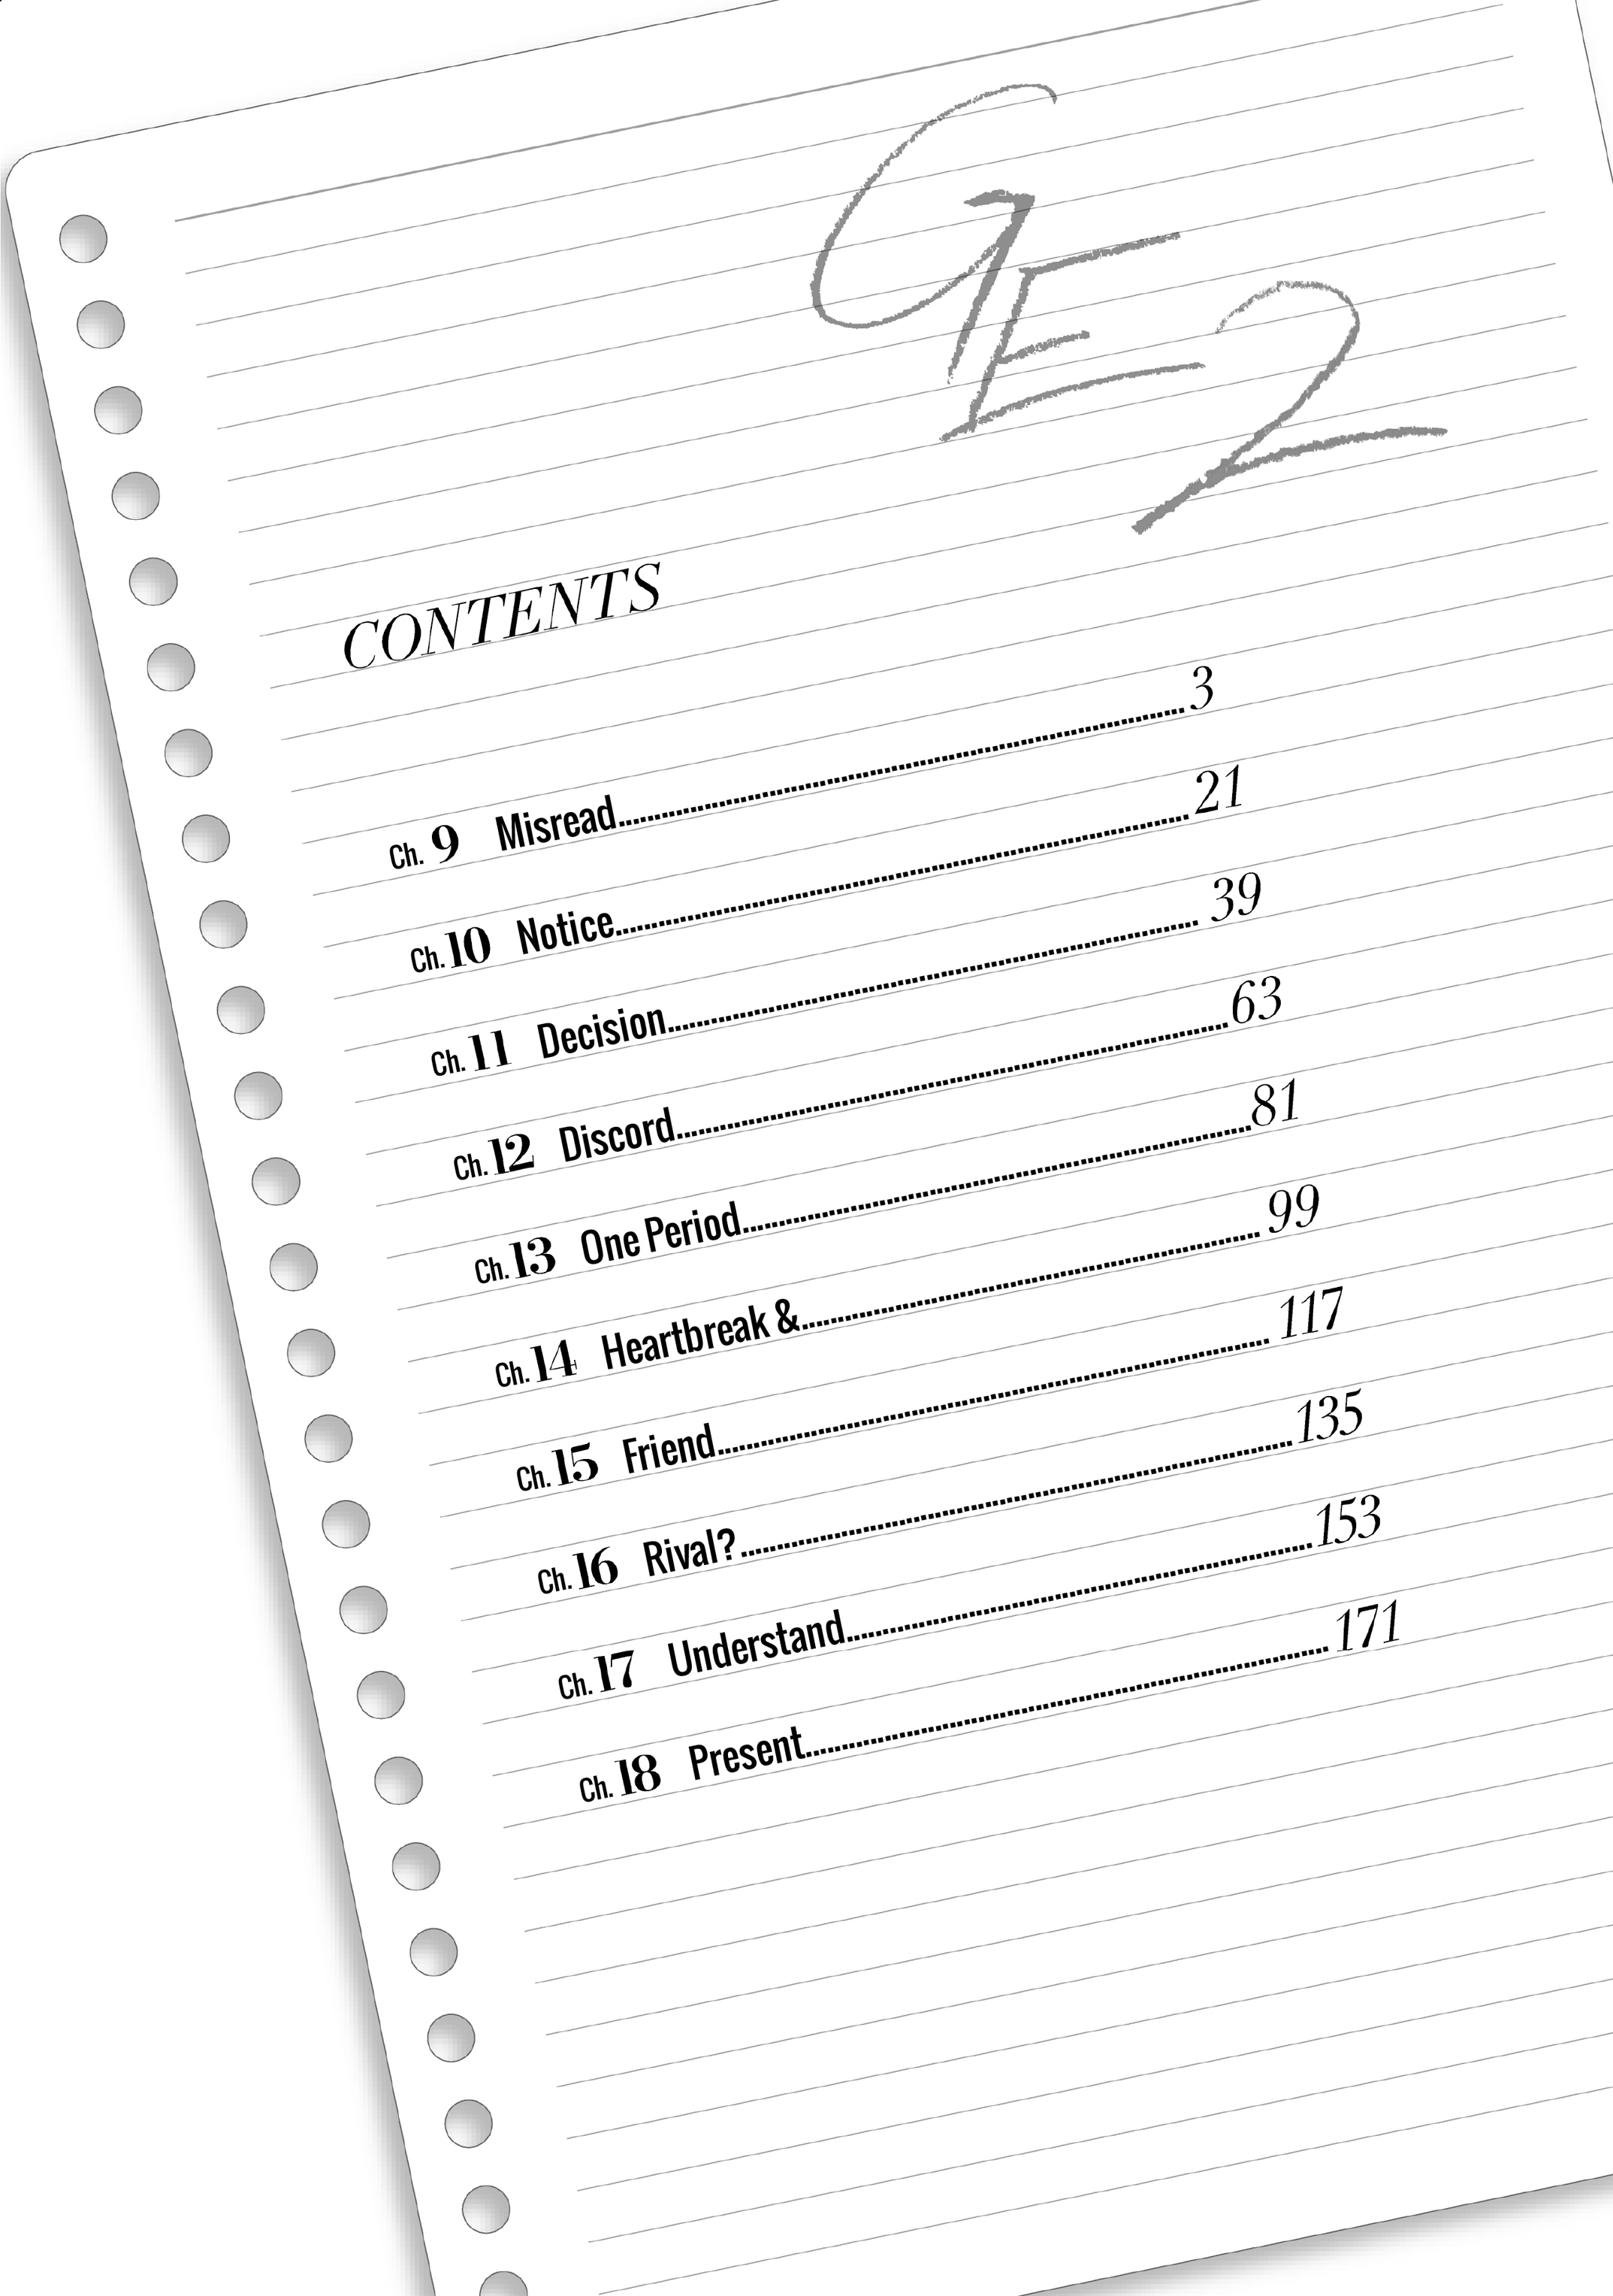 GE
2
CONTENTS
Ch. 9 Misread........................................3
Ch. 10 Notice........................................21
Ch. 11 Decision........................................39
Ch. 12 Discord........................................63
Ch. 13 One Period........................................81
Ch. 14 Heartbreak &........................................99
Ch. 15 Friend........................................117
Ch. 16 Rival?........................................135
Ch. 17 Understand........................................153
Ch. 18 Present........................................171